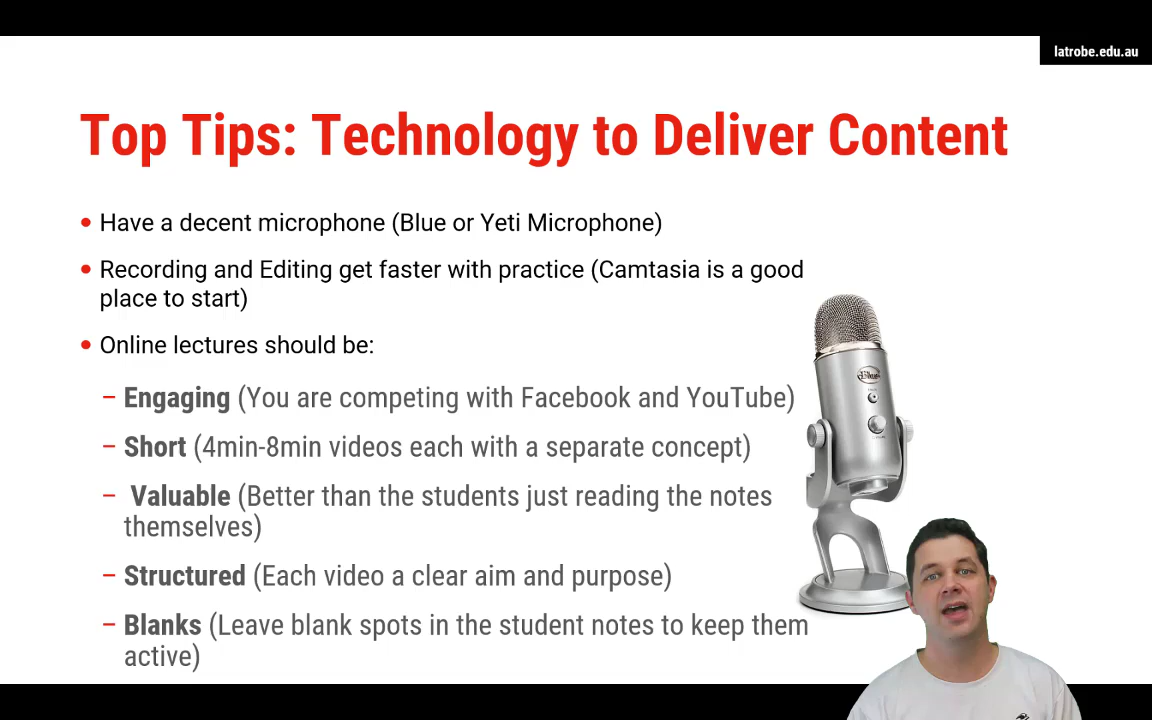 latrobe.edu.au
Top Tips: Technology to Deliver Content
• Have a decent microphone (Blue or Yeti Microphone)
• Recording and Editing get faster with practice (Camtasia is a good
place to start)
• Online lectures should be:
– Engaging (You are competing with Facebook and YouTube)
– Short (4min-8min videos each with a separate concept)
– Valuable (Better than the students just reading the notes
themselves)
– Structured (Each video a clear aim and purpose)
– Blanks (Leave blank spots in the student notes to keep them
active)
Blue